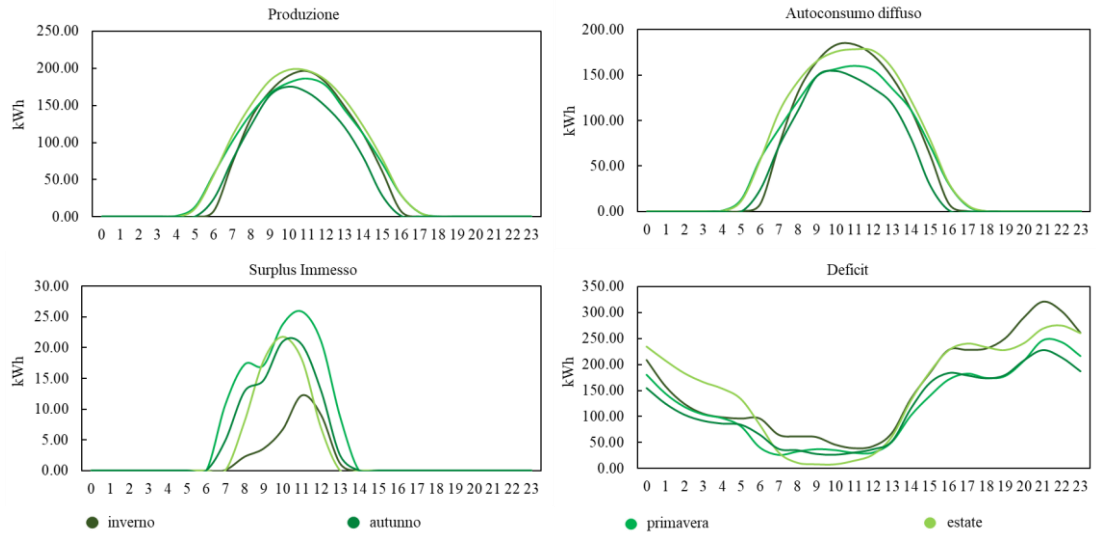 Produzione
250.00
200.00
150.00
100.00
50.00
0.00
kWh
0 1 2 3 4 5 6 7 8 9 10 11 12 13 14 15 16 17 18 19 20 21 22 23
Autoconsumo diffuso
200.00
150.00
100.00
50.00
0.00
kWh
0 1 2 3 4 5 6 7 8 9 10 11 12 13 14 15 16 17 18 19 20 21 22 23
Surplus Immesso
30.00
25.00
20.00
15.00
10.00
5.00
0.00
kWh
0 1 2 3 4 5 6 7 8 9 10 11 12 13 14 15 16 17 18 19 20 21 22 23
Deficit
350.00
300.00
250.00
200.00
150.00
100.00
50.00
0.00
kWh
0 1 2 3 4 5 6 7 8 9 10 11 12 13 14 15 16 17 18 19 20 21 22 23
inverno
autunno
primavera
estate